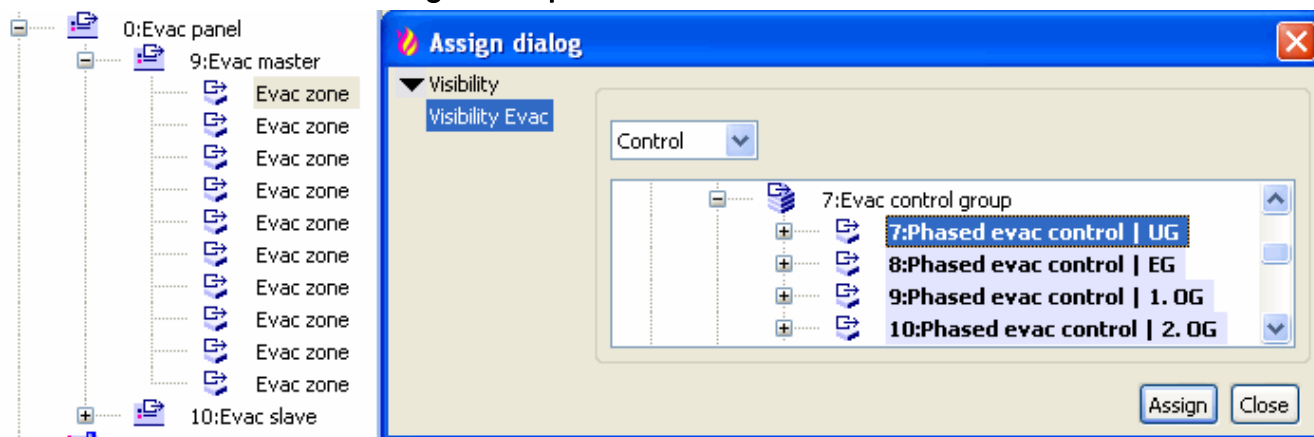 0:Evac panel
9:Evac master
Evac zone
Evac zone
Evac zone
Evac zone
Evac zone
Evac zone
Evac zone
Evac zone
Evac zone
Evac zone
10:Evac slave
Assign dialog
Visibility
Visibility Evac
Control
7:Evac control group
7:Phased evac control | UG
8:Phased evac control | EG
9:Phased evac control | 1. OG
10:Phased evac control | 2. OG
Assign
Close